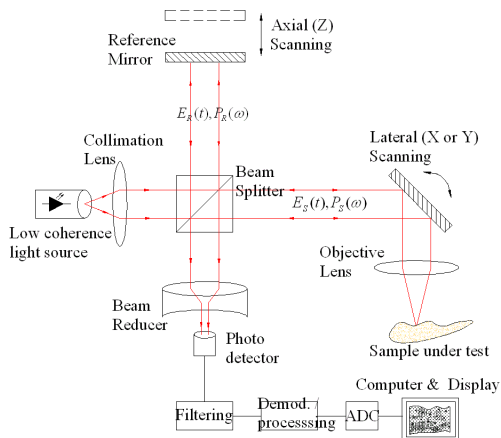 Axial (Z)
Scanning
Reference
Mirror
E_R(t), P_R(ω)
Collimation
Lens
Lateral (X or Y)
Scanning
Beam
Splitter
E_S(t), P_S(ω)
Low coherence
light source
Objective
Lens
Beam
Reducer
Photo
detector
Sample under test
Computer & Display
Filtering
Demod. /
processsing
ADC